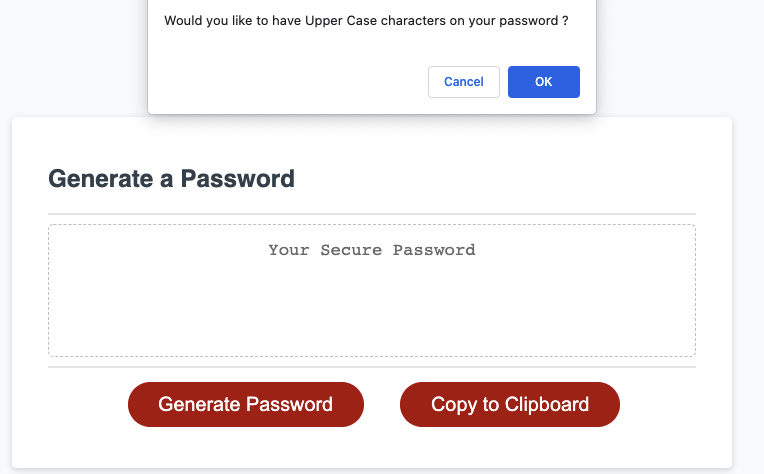 Would you like to have Upper Case characters on your password ?
Cancel
OK
Generate a Password
Your Secure Password
Generate Password
Copy to Clipboard